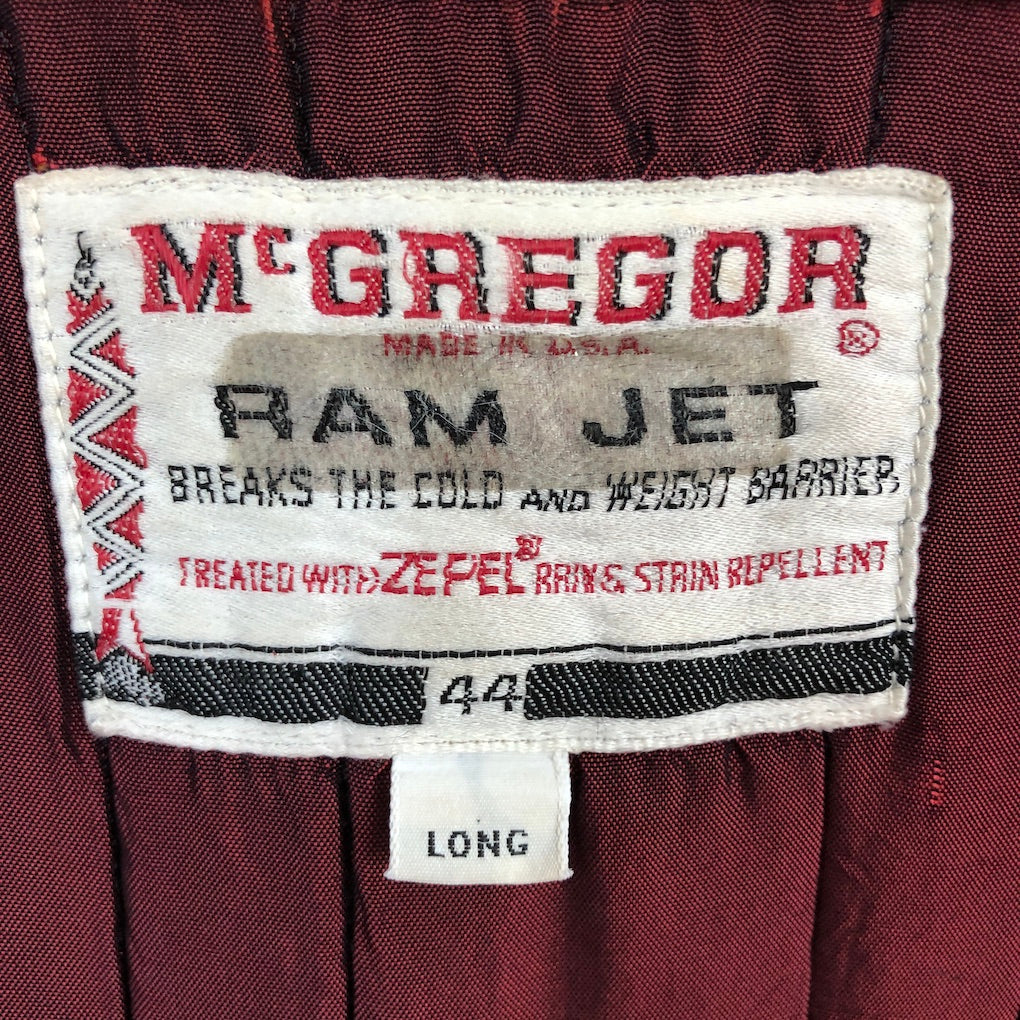 McGREGOR®
MADE IN U.S.A.
RAM JET
BREAKS THE COLD AND WEIGHT BARRIER
TREATED WITH ZEPEL® RAIN & STAIN REPELLENT
44
LONG